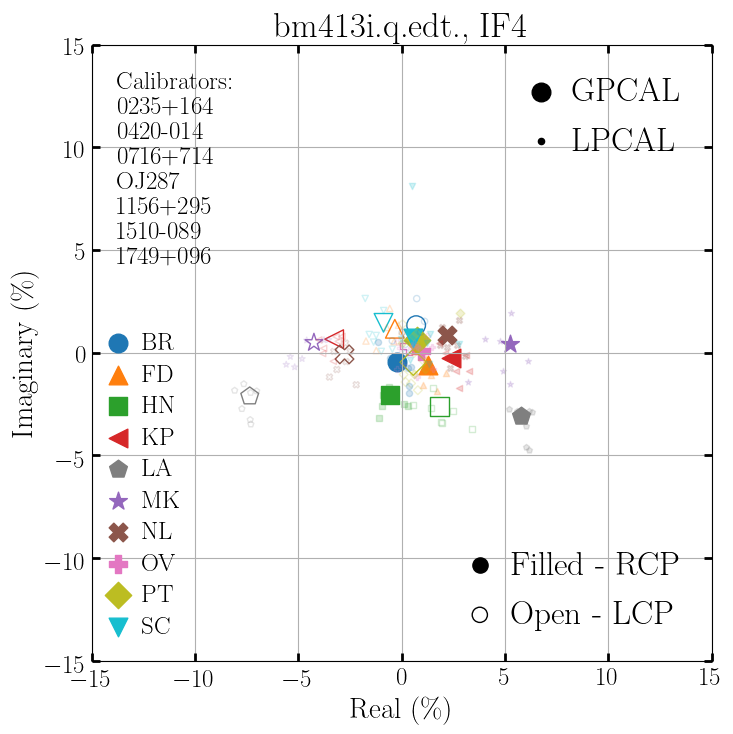 bm413i.q.edt., IF4
Calibrators:
0235+164
0420-014
0716+714
OJ287
1156+295
1510-089
1749+096
GPCAL
LPCAL
BR
FD
HN
KP
LA
MK
NL
OV
PT
SC
Filled - RCP
Open - LCP
15
10
5
0
−5
−10
−15
Imaginary (%)
−15
−10
−5
0
5
10
15
Real (%)